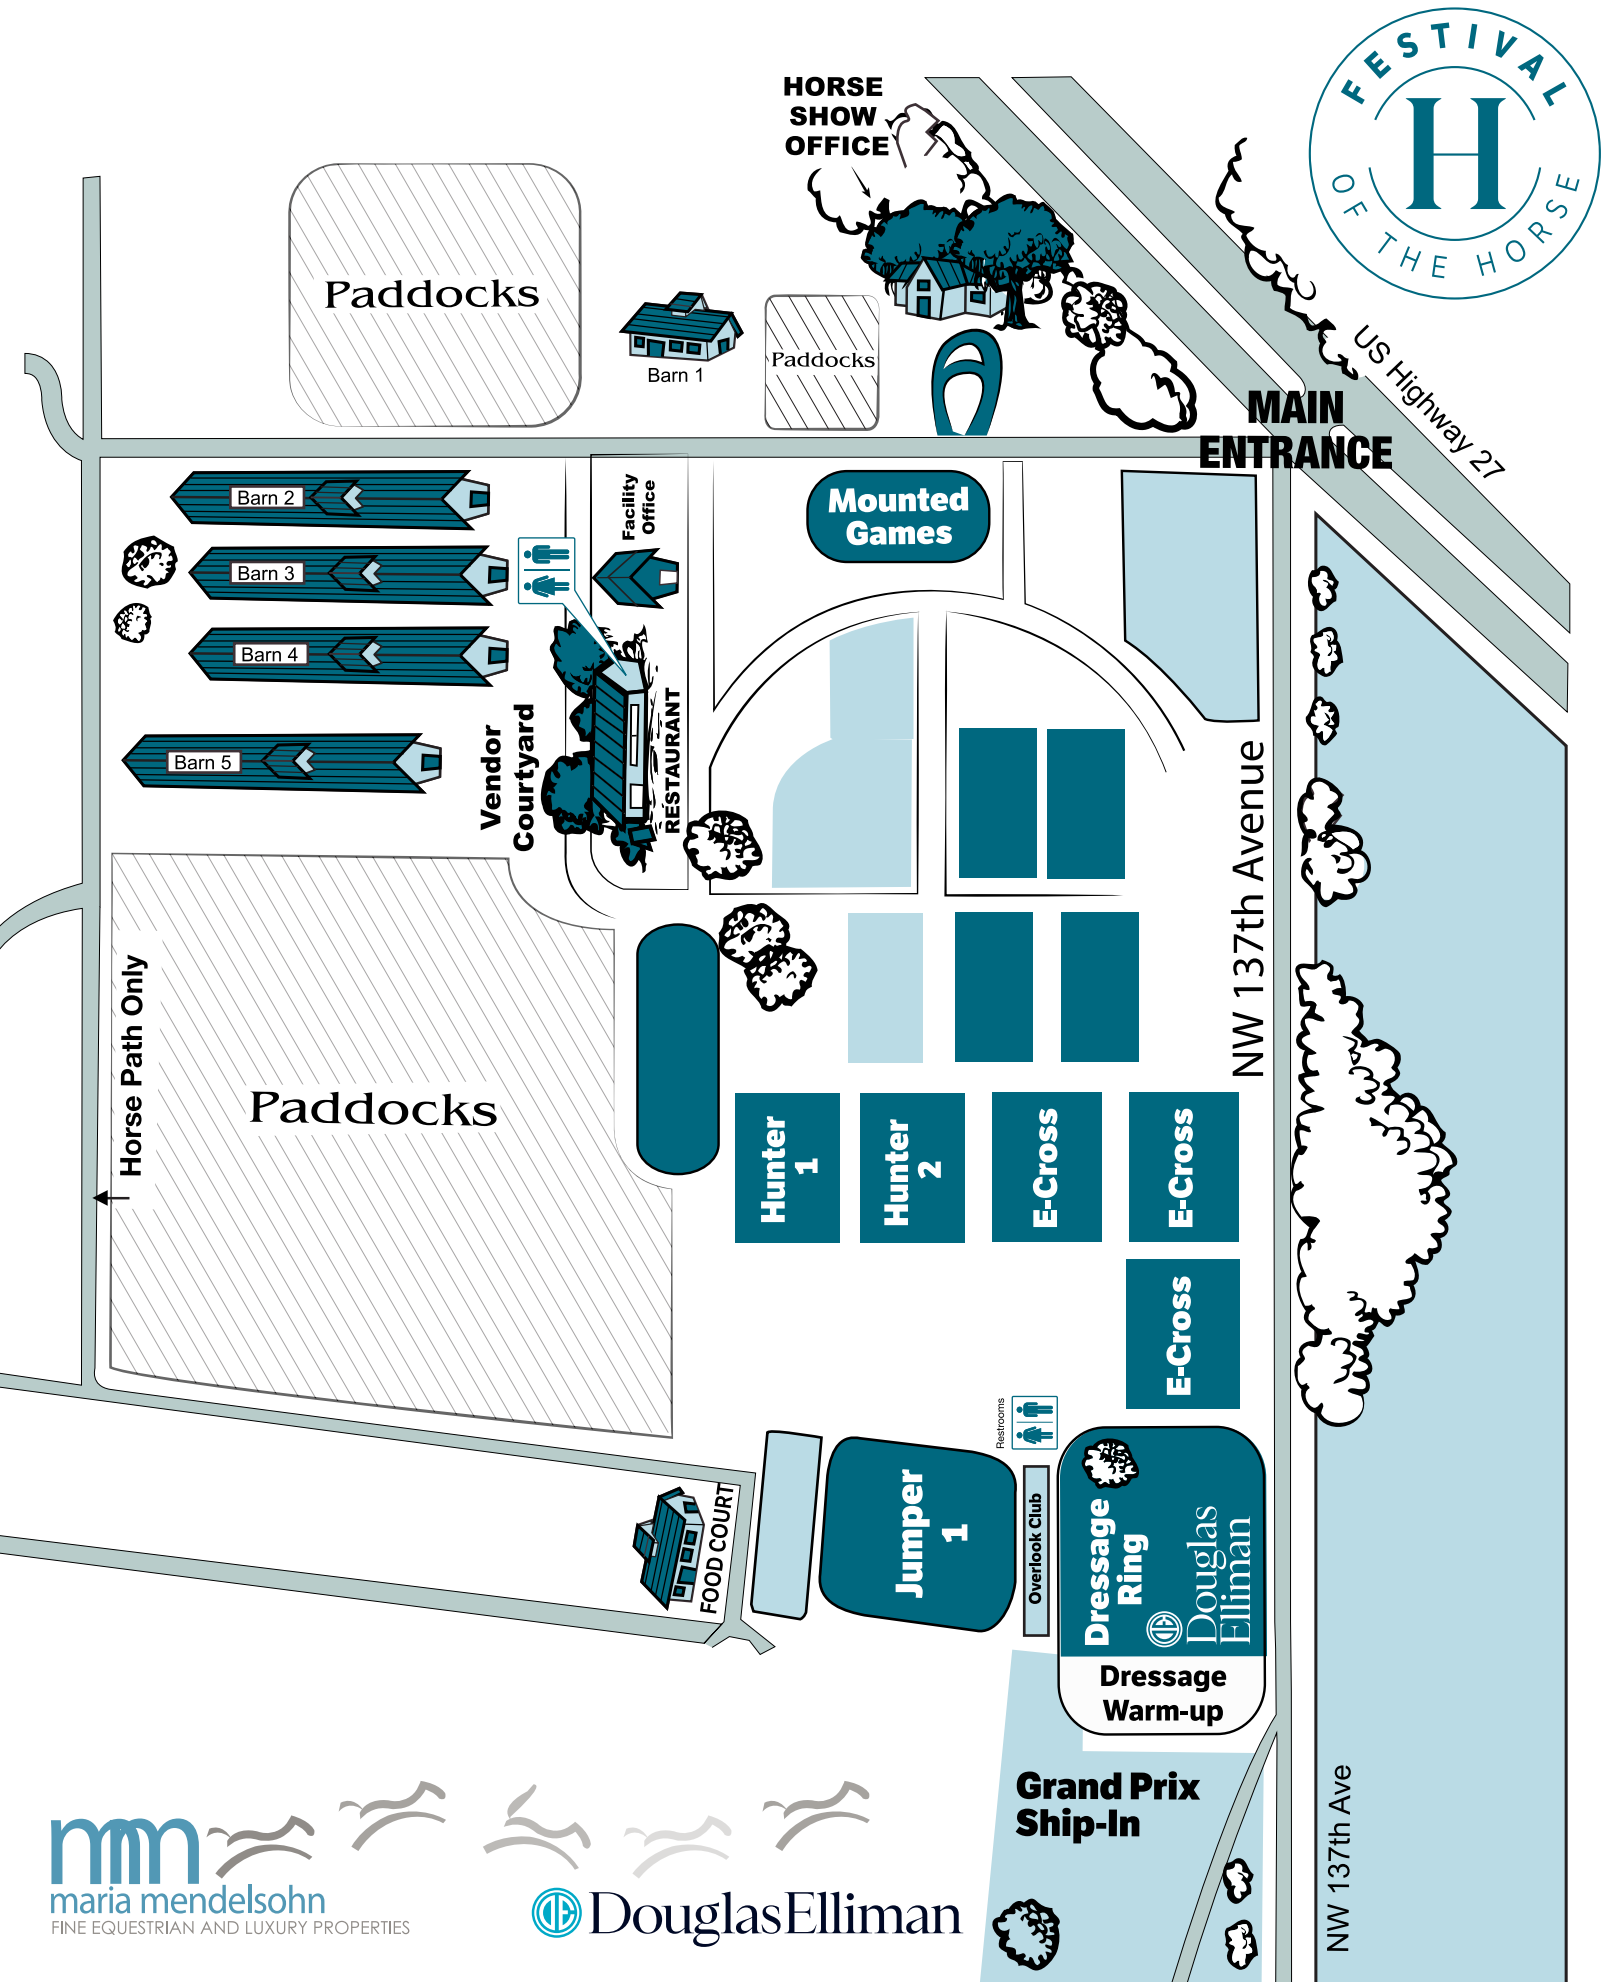 FESTIVAL
H
OF THE HORSE
HORSE
SHOW
OFFICE
Paddocks
Barn 1
Paddocks
US Highway 27
MAIN
ENTRANCE
Barn 2
Barn 3
Barn 4
Barn 5
Facility
Office
Mounted
Games
Vendor
Courtyard
RESTAURANT
NW 137th Avenue
Horse Path Only
Paddocks
Hunter
1
Hunter
2
E-Cross
E-Cross
E-Cross
Restrooms
FOOD COURT
Jumper
1
Overlook Club
Dressage
Ring
DE
Douglas
Elliman
Dressage
Warm-up
Grand Prix
Ship-In
NW 137th Ave
mm
maria mendelsohn
FINE EQUESTRIAN AND LUXURY PROPERTIES
DE DouglasElliman